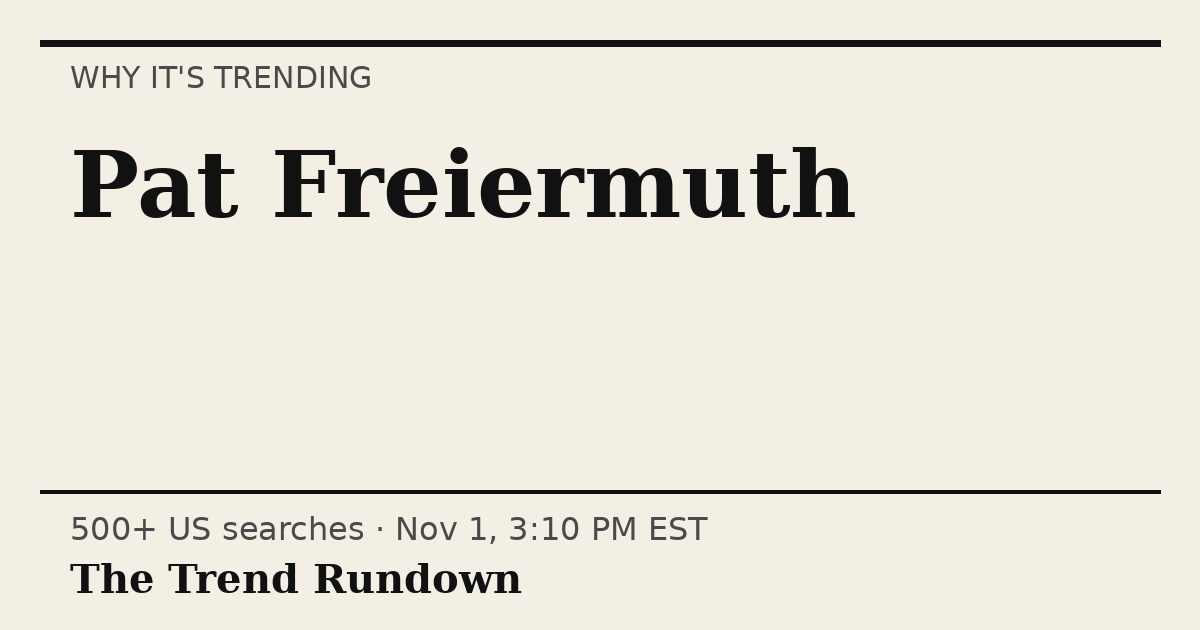 WHY IT'S TRENDING
Pat Freiermuth
500+ US searches · Nov 1, 3:10 PM EST
The Trend Rundown